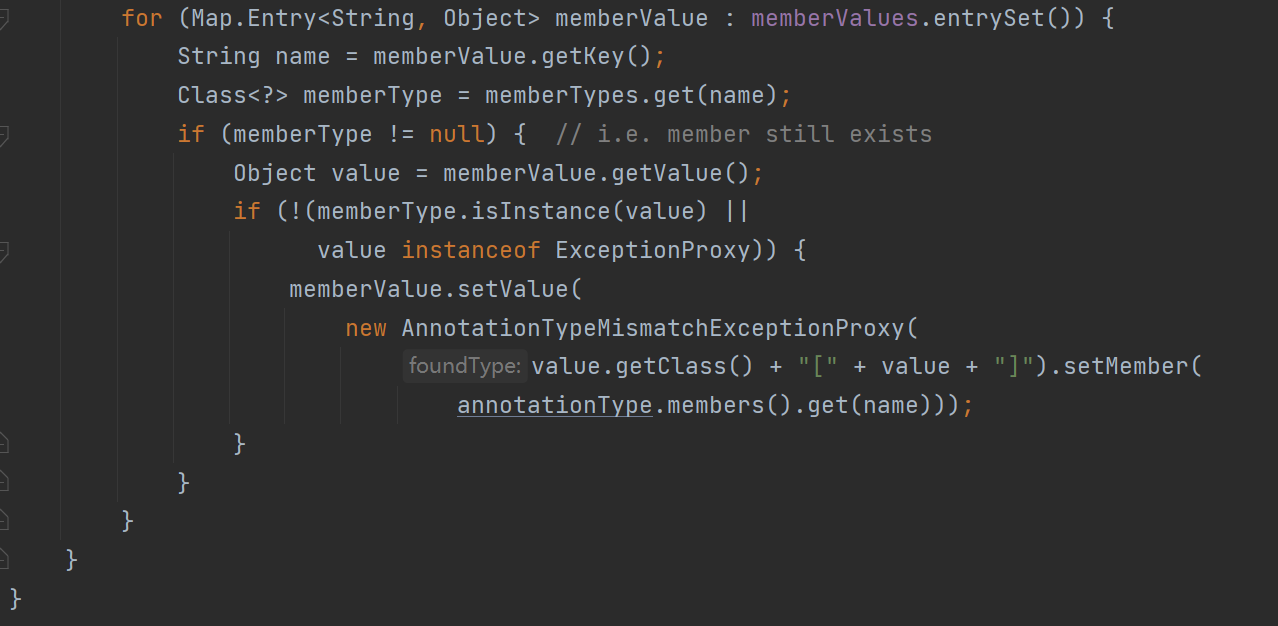 for (Map.Entry<String, Object> memberValue : memberValues.entrySet()) {
String name = memberValue.getKey();
Class<?> memberType = memberTypes.get(name);
if (memberType != null) {  // i.e. member still exists
Object value = memberValue.getValue();
if (!(memberType.isInstance(value) ||
value instanceof ExceptionProxy)) {
memberValue.setValue(
new AnnotationTypeMismatchExceptionProxy(
foundType: value.getClass() + "[" + value + "]").setMember(
annotationType.members().get(name)));
}
}
}
}
}